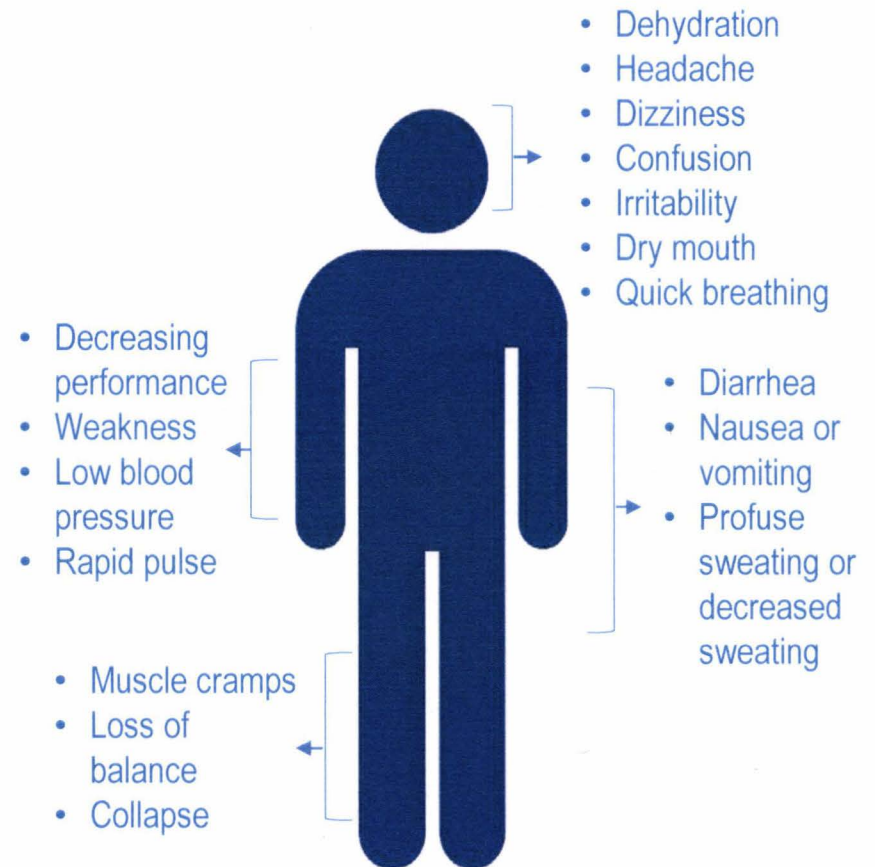 • Dehydration
• Headache
• Dizziness
• Confusion
• Irritability
• Dry mouth
• Quick breathing
• Decreasing
performance
• Weakness
• Low blood
pressure
• Rapid pulse
• Diarrhea
• Nausea or
vomiting
• Profuse
sweating or
decreased
sweating
• Muscle cramps
• Loss of
balance
• Collapse